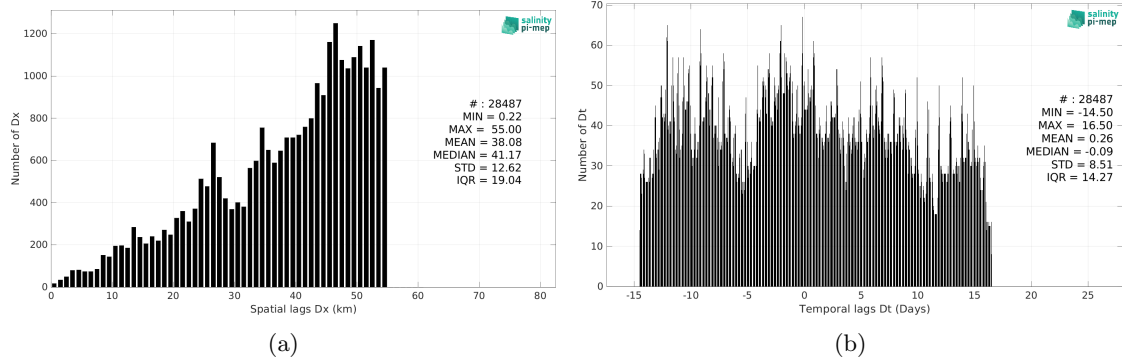 salinity
pi-mep
1200
1000
800
600
400
200
0
Number of Dx
# : 28487
MIN = 0.22
MAX = 55.00
MEAN = 38.08
MEDIAN = 41.17
STD = 12.62
IQR = 19.04
0 10 20 30 40 50 60 70 80
Spatial lags Dx (km)
(a)
salinity
pi-mep
70
60
50
40
30
20
10
0
Number of Dt
# : 28487
MIN = -14.50
MAX = 16.50
MEAN = 0.26
MEDIAN = -0.09
STD = 8.51
IQR = 14.27
-15 -10 -5 0 5 10 15 20 25
Temporal lags Dt (Days)
(b)